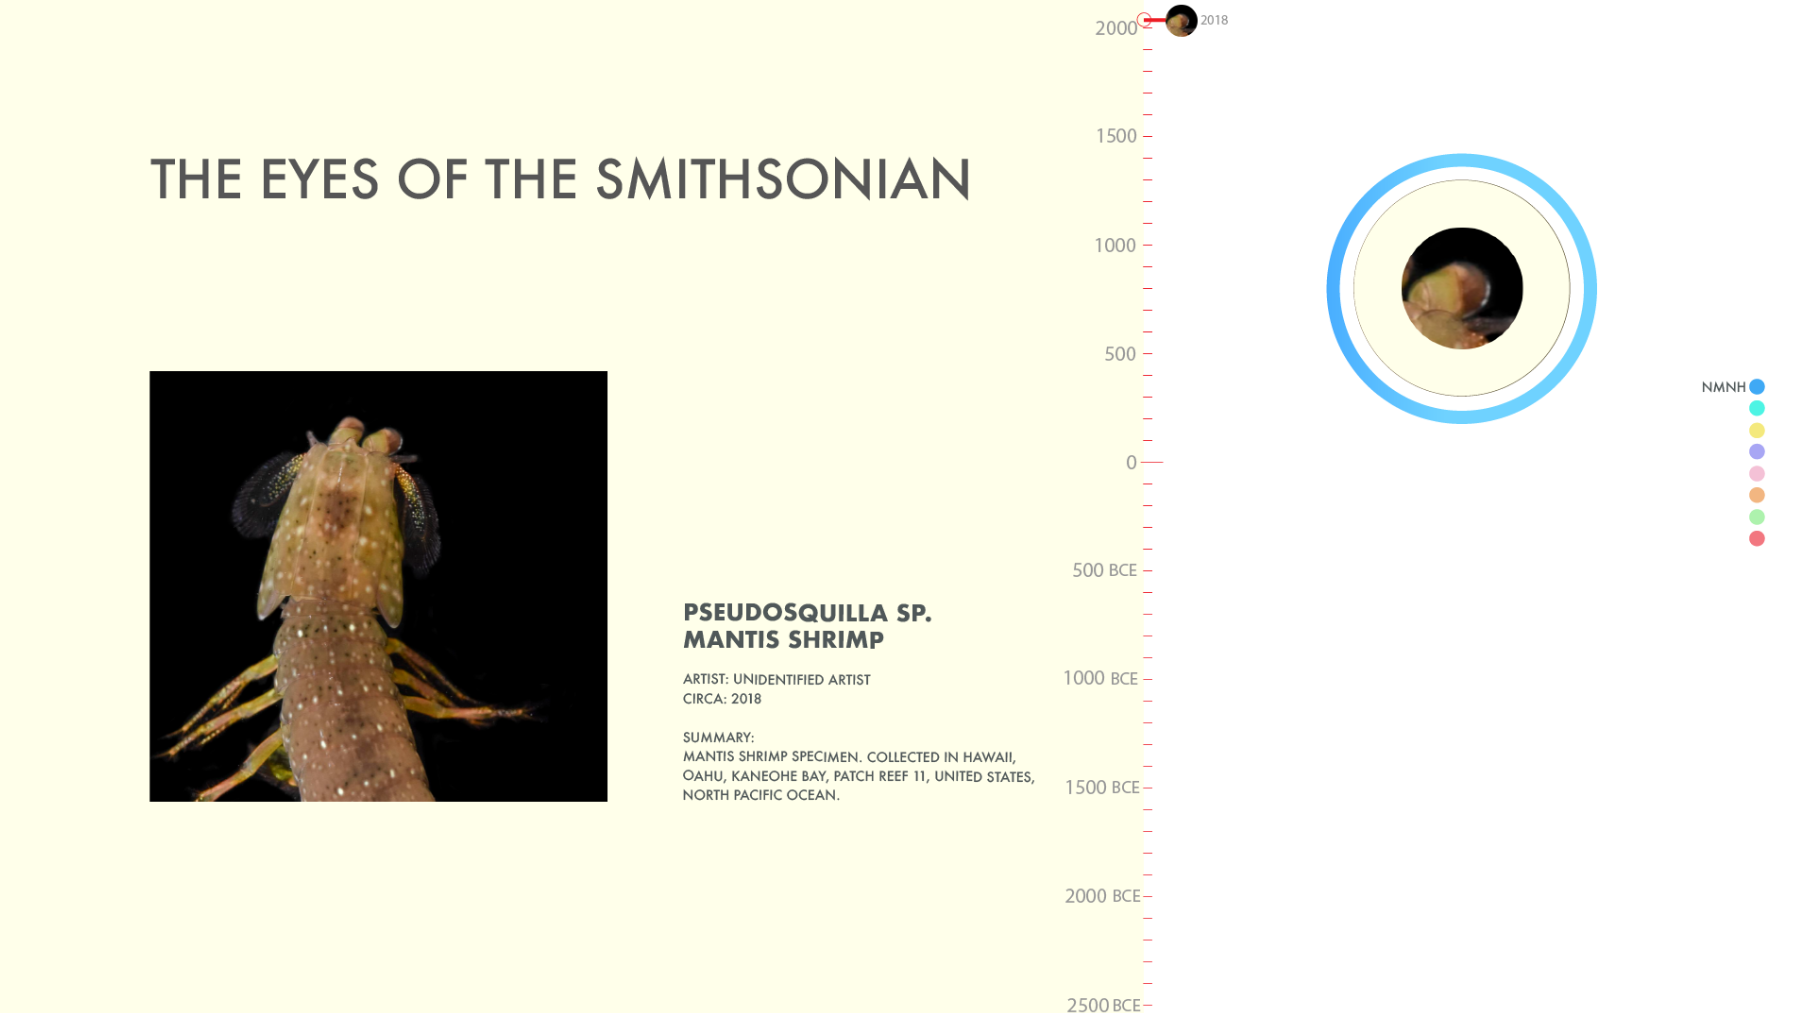 THE EYES OF THE SMITHSONIAN
PSEUDOSQUILLA SP.
MANTIS SHRIMP
ARTIST: UNIDENTIFIED ARTIST
CIRCA: 2018
SUMMARY:
MANTIS SHRIMP SPECIMEN. COLLECTED IN HAWAII,
OAHU, KANEOHE BAY, PATCH REEF 11, UNITED STATES,
NORTH PACIFIC OCEAN.
2000
2018
1500
1000
500
0
500 BCE
1000 BCE
1500 BCE
2000 BCE
2500 BCE
NMNH